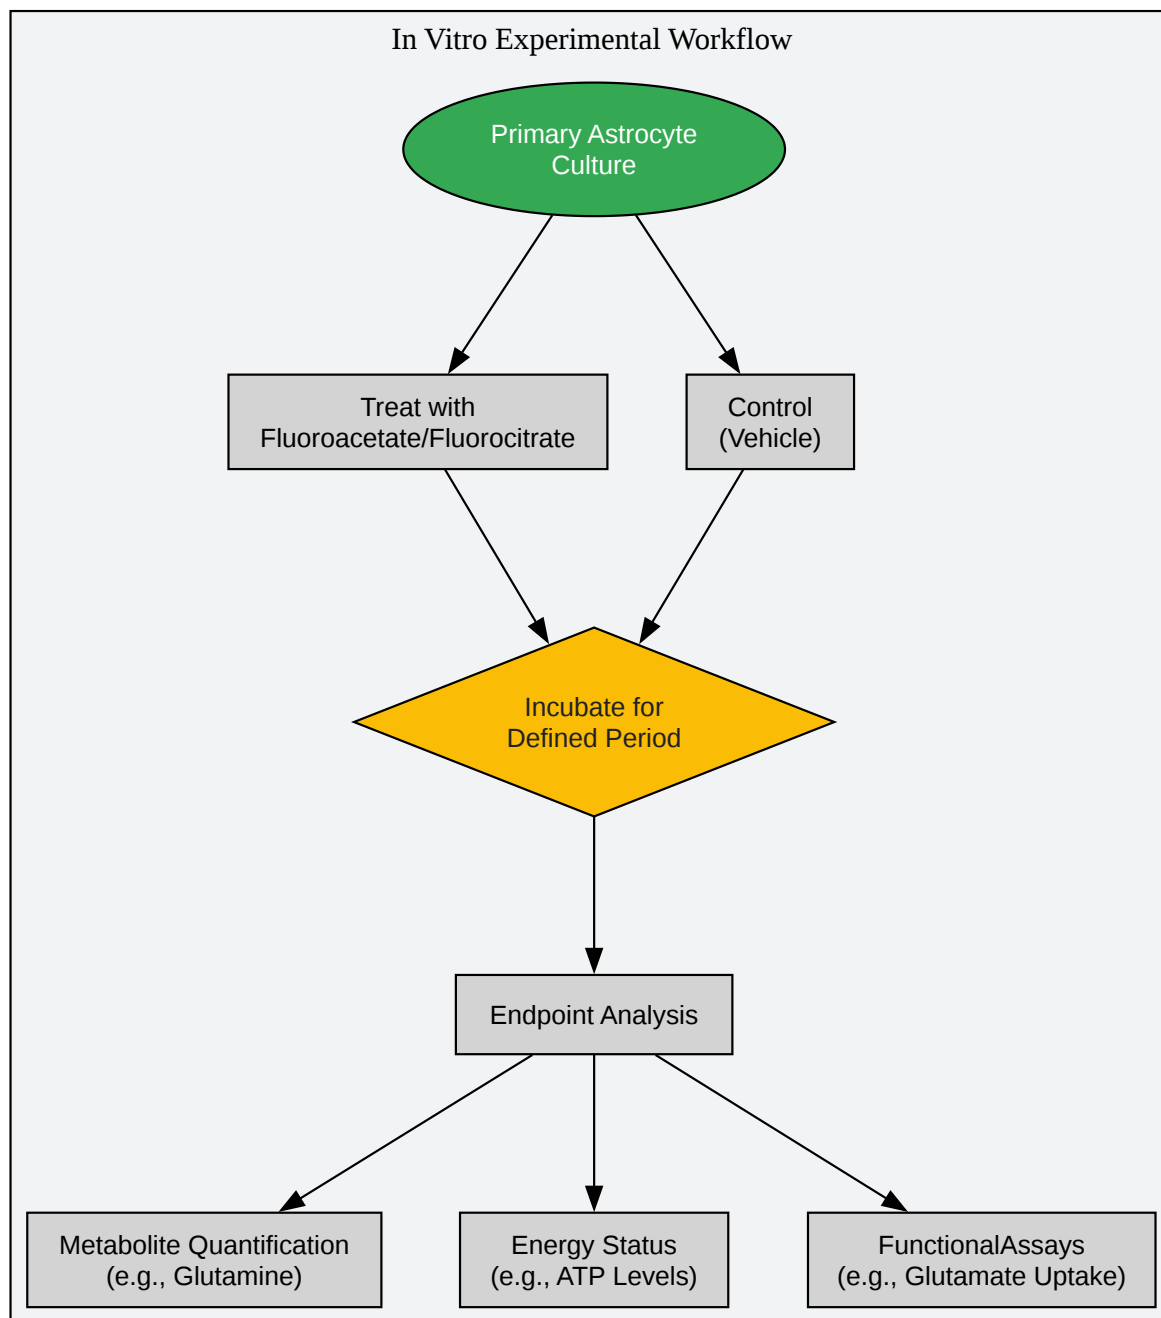 In Vitro Experimental Workflow
Primary Astrocyte
Culture
Treat with
Fluoroacetate/Fluorocitrate
Control
(Vehicle)
Incubate for
Defined Period
Endpoint Analysis
Metabolite Quantification
(e.g., Glutamine)
Energy Status
(e.g., ATP Levels)
FunctionalAssays
(e.g., Glutamate Uptake)